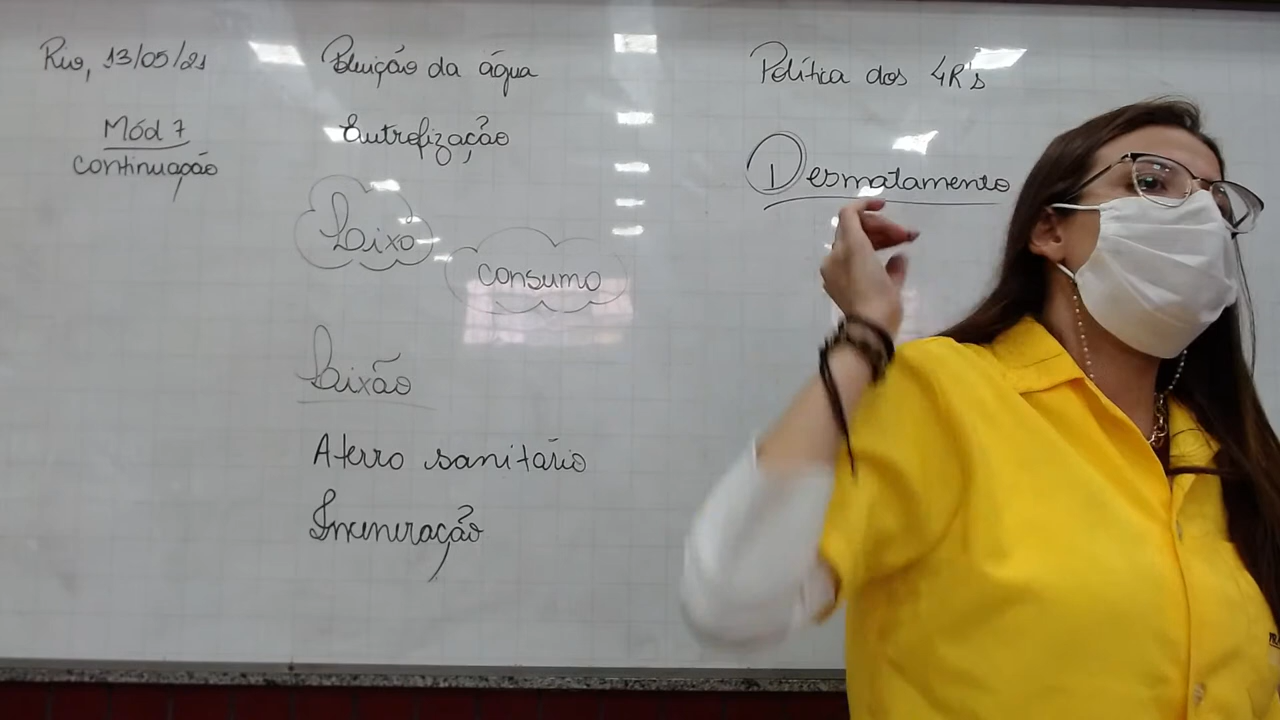 Rio, 13/05/21
Mód 7
continuação
Poluição da água
Eutrofização
Lixo
consumo
Lixão
Aterro sanitário
Incineração
Política dos 4R's
Desmatamento